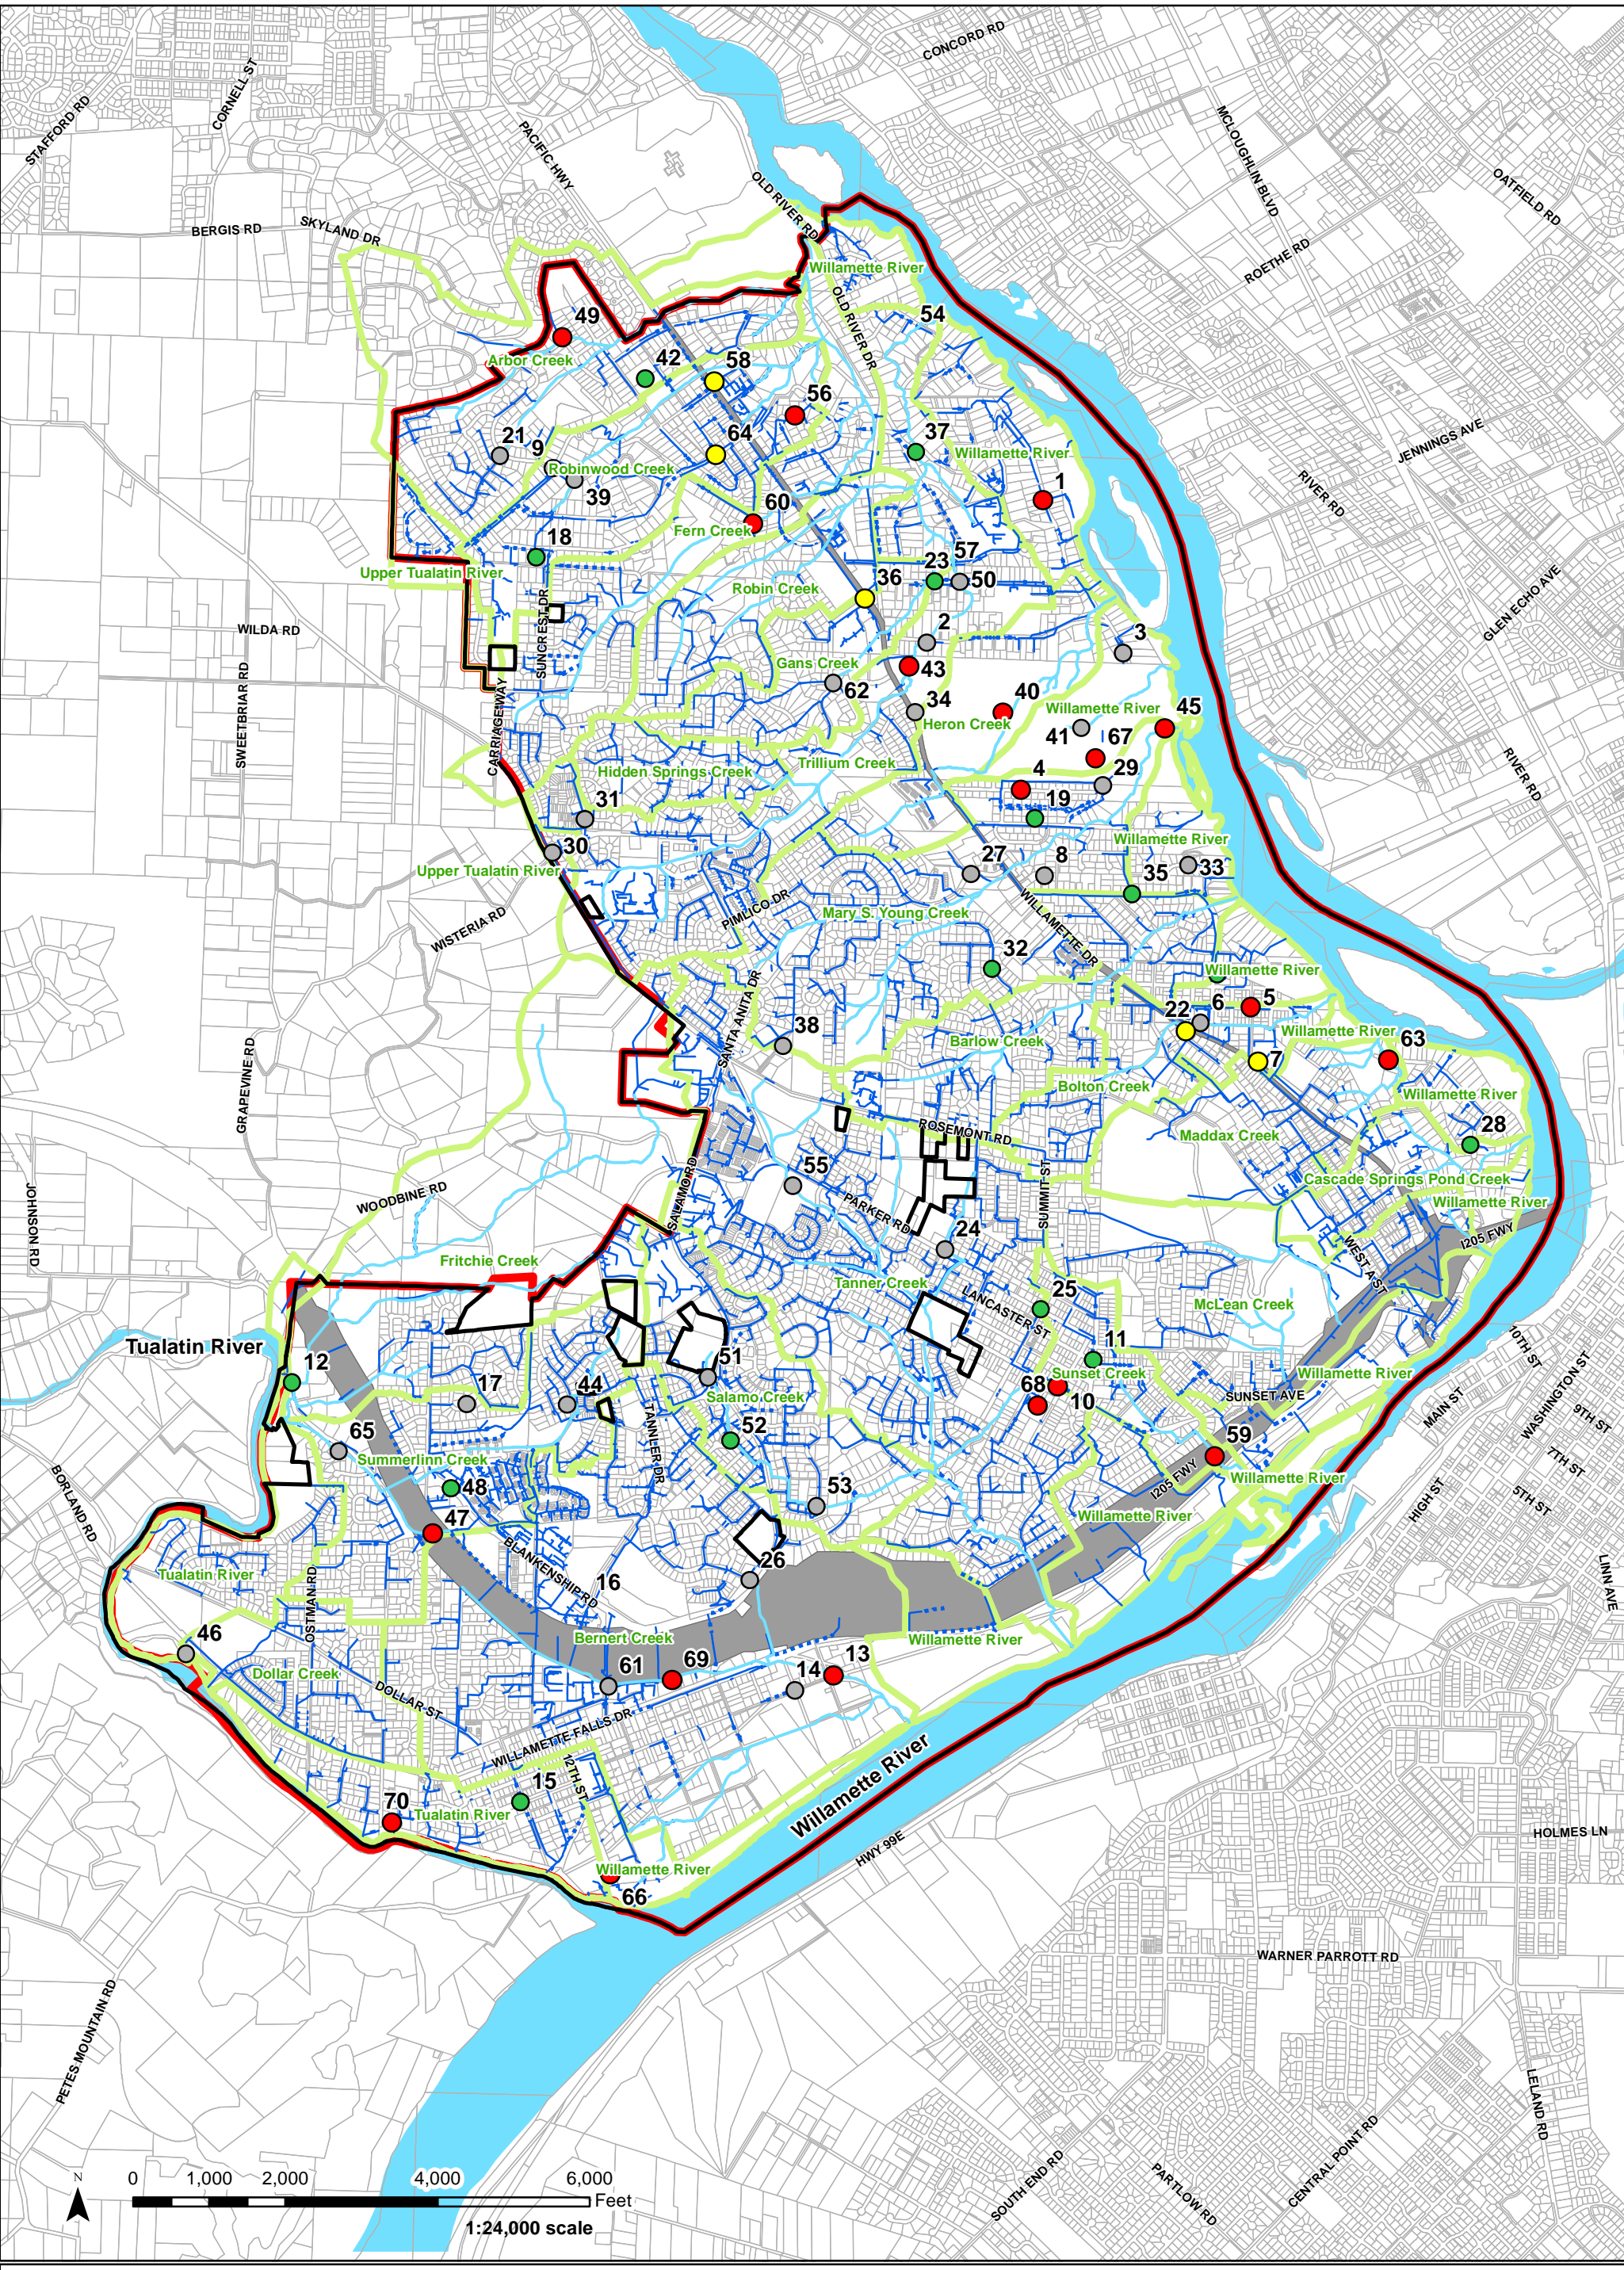 CONCORD RD
CORNELL ST
STAFFORD RD
PACIFIC HWY
MCLOUGHLIN BLVD
OATFIELD RD
OLD RIVER RD
BERGIS RD
SKYLAND DR
ROETHE RD
Willamette River
OLD RIVER DR
54
49
Arbor Creek
42
58
56
JENNINGS AVE
21
9
64
37
Willamette River
Robinwood Creek
39
RIVER RD
1
60
Fern Creek
18
57
Upper Tualatin River
23
50
Robin Creek
36
GLEN ECHO AVE
WILDA RD
SUNCREST DR
2
3
Gans Creek
43
62
SWEETBRIAR RD
CARRIAGE WAY
34
40
Heron Creek
Willamette River
45
41
67
Trillium Creek
Hidden Springs Creek
4
29
RIVER RD
31
19
30
Willamette River
Upper Tualatin River
27
8
33
35
PIMLICO DR
Mary S. Young Creek
WISTERIA RD
WILLAMETTE DR
32
Willamette River
SANTA ANITA DR
38
22
6
5
Barlow Creek
Willamette River
63
7
GRAPEVINE RD
Bolton Creek
Willamette River
ROSEMONT RD
Maddax Creek
28
55
SUMMIT ST
Cascade Springs Pond Creek
WOODBINE RD
SALAMO RD
PARKER RD
Willamette River
JOHNSON RD
24
I205 FWY
WEST A ST
Fritchie Creek
Tanner Creek
25
LANCASTER ST
McLean Creek
Tualatin River
11
10TH ST
12
51
Sunset Creek
Willamette River
17
44
Salamo Creek
68
10
SUNSET AVE
WASHINGTON ST
MAIN ST
9TH ST
TANNLER DR
52
65
Summerlinn Creek
59
7TH ST
BORLAND RD
48
I205 FWY
Willamette River
HIGH ST
5TH ST
53
47
Willamette River
BLANKENSHIP RD
26
Tualatin River
16
LINN AVE
OSTMAN RD
Bernert Creek
Willamette River
46
Dollar Creek
61
69
14
13
DOLLAR ST
WILLAMETTE FALLS DR
12TH ST
Willamette River
15
70
Tualatin River
HOLMES LN
HWY 99E
Willamette River
66
WARNER PARROTT RD
PETES MOUNTAIN RD
LELAND RD
CENTRAL POINT RD
SOUTH END RD
PARTLOW RD
N
0 1,000 2,000 4,000 6,000
Feet
1:24,000 scale